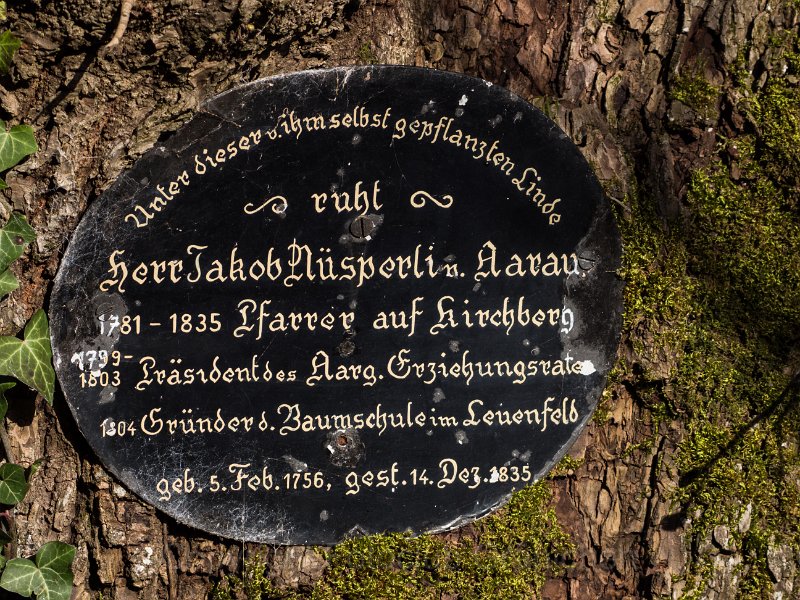 Unter dieser v. ihm selbst gepflanzten Linde
ruht
Herr Jakob Nüsperli v. Aarau.
1781 - 1835 Pfarrer auf Kirchberg
1799-
1803 Präsident des Aarg. Erziehungsrates
1804 Gründer d. Baumschule im Leuenfeld
geb. 5. Feb. 1756, gest. 14. Dez. 1835